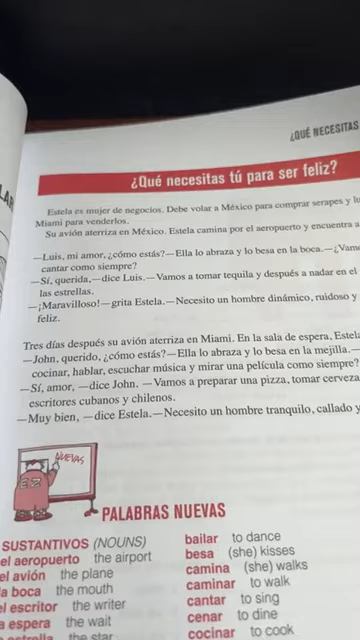 ¿QUÉ NECESITAS
¿Qué necesitas tú para ser feliz?
Estela es mujer de negocios. Debe volar a México para comprar serapes y
Miami para venderlos.
Su avión aterriza en México. Estela camina por el aeropuerto y encuentra a
—Luis, mi amor, ¿cómo estás?—Ella lo abraza y lo besa en la boca.—¿Vam
cantar como siempre?
—Sí, querida,—dice Luis.—Vamos a tomar tequila y después a nadar en el
las estrellas.
—¡Maravilloso!—grita Estela.—Necesito un hombre dinámico, ruidoso y
feliz.
Tres días después su avión aterriza en Miami. En la sala de espera, Estela
—John, querido, ¿cómo estás?—Ella lo abraza y lo besa en la mejilla.—
cocinar, hablar, escuchar música y mirar una película como siempre?
—Sí, amor, —dice John. —Vamos a preparar una pizza, tomar cerveza
escritores cubanos y chilenos.
—Muy bien, —dice Estela.—Necesito un hombre tranquilo, callado y
NUEVAS
EZ
PALABRAS NUEVAS
SUSTANTIVOS (NOUNS)
el aeropuerto the airport
el avión the plane
la boca the mouth
el escritor the writer
a espera the wait
estrella the star
bailar to dance
besa (she) kisses
camina (she) walks
caminar to walk
cantar to sing
cenar to dine
cocinar to cook